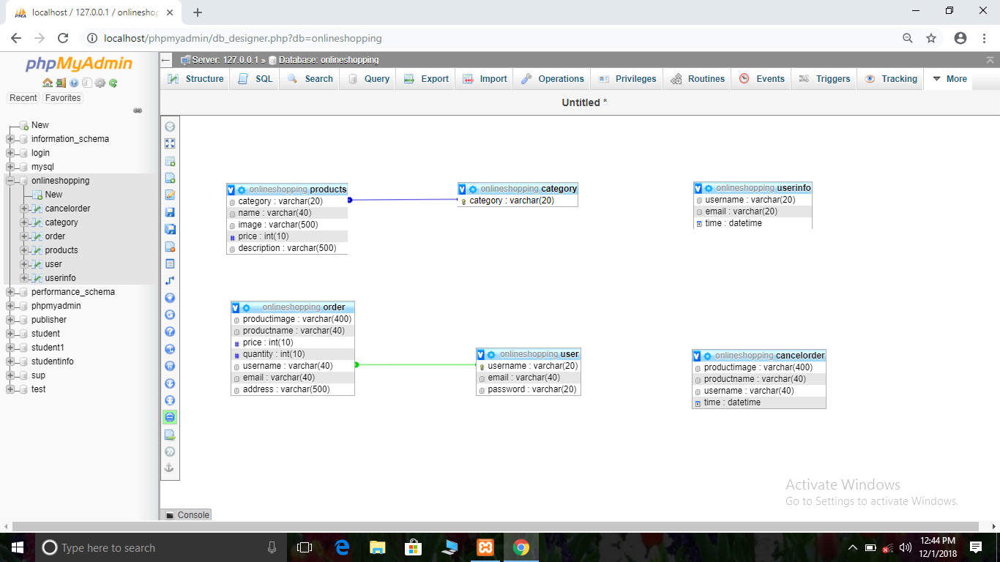 localhost / 127.0.0.1 / onlineshop
localhost/phpmyadmin/db_designer.php?db=onlineshopping
phpMyAdmin
Recent Favorites
New
information_schema
login
mysql
onlineshopping
New
cancelorder
category
order
products
user
userinfo
performance_schema
phpmyadmin
publisher
student
student1
studentinfo
sup
test
Server: 127.0.0.1 » Database: onlineshopping
Structure SQL Search Query Export Import Operations Privileges Routines Events Triggers Tracking More
Untitled *
onlineshopping products
category : varchar(20)
name : varchar(40)
image : varchar(500)
price : int(10)
description : varchar(500)
onlineshopping category
category : varchar(20)
onlineshopping userinfo
username : varchar(20)
email : varchar(20)
time : datetime
onlineshopping order
productimage : varchar(400)
productname : varchar(40)
price : int(10)
quantity : int(10)
username : varchar(40)
email : varchar(40)
address : varchar(500)
onlineshopping user
username : varchar(20)
email : varchar(40)
password : varchar(20)
onlineshopping cancelorder
productimage : varchar(400)
productname : varchar(40)
username : varchar(40)
time : datetime
Activate Windows
Go to Settings to activate Windows.
Console
Type here to search
12:44 PM
12/1/2018